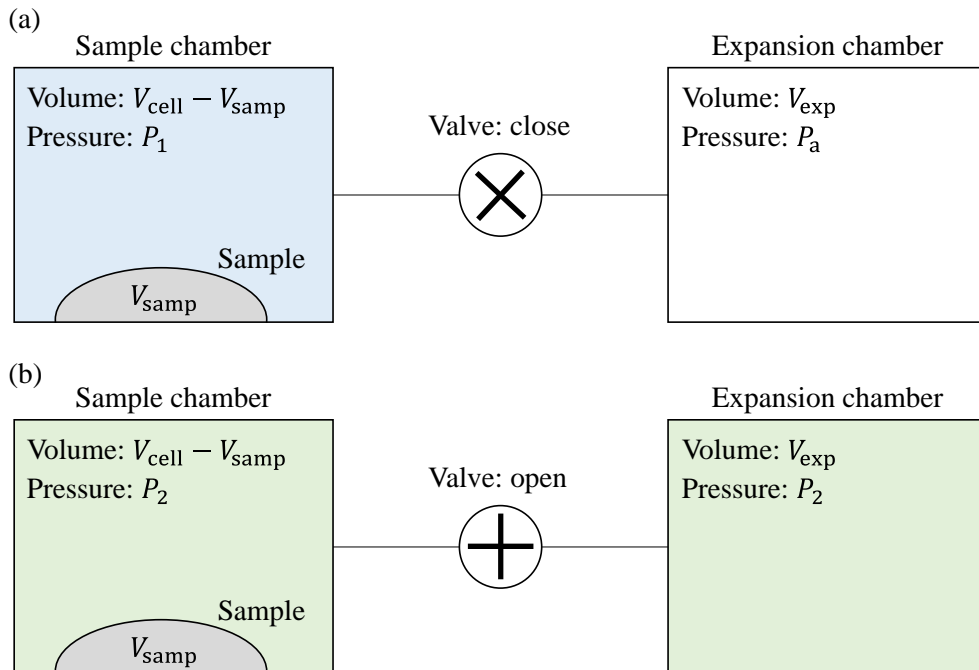 (a)
Sample chamber
Volume: V_cell − V_samp
Pressure: P_1
Sample
V_samp
Valve: close
Expansion chamber
Volume: V_exp
Pressure: P_a
(b)
Sample chamber
Volume: V_cell − V_samp
Pressure: P_2
Sample
V_samp
Valve: open
Expansion chamber
Volume: V_exp
Pressure: P_2